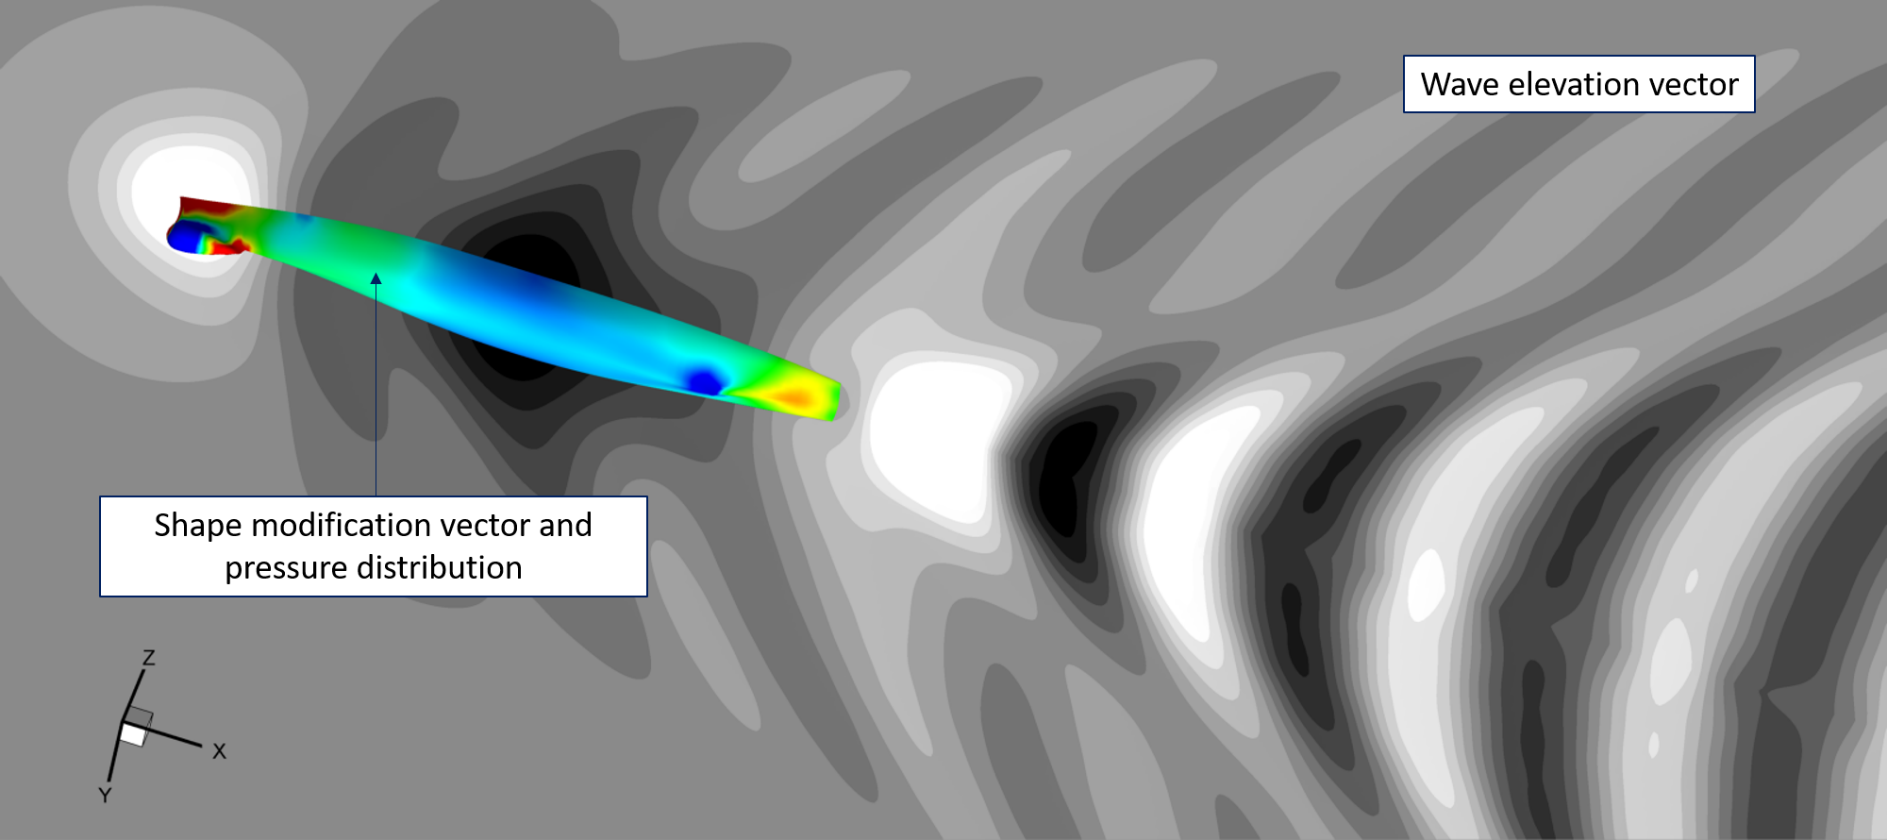 Wave elevation vector
Shape modification vector and
pressure distribution
Z
X
Y